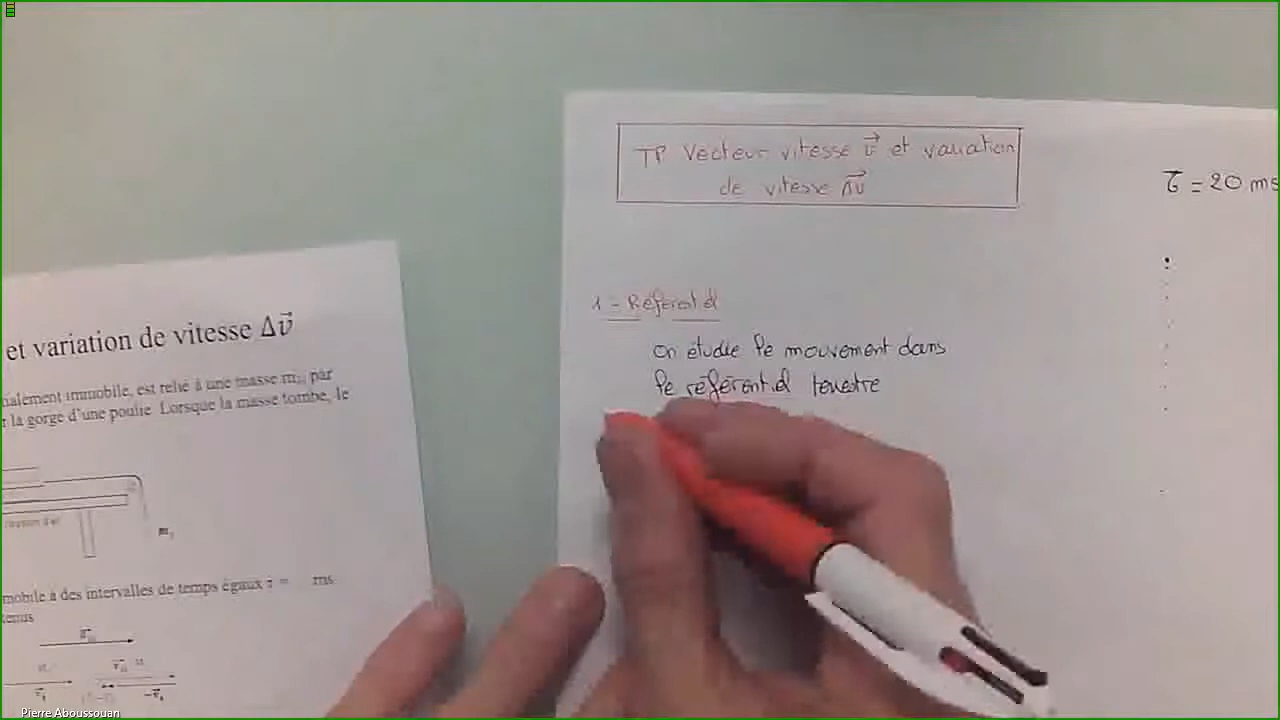 TP Vecteur vitesse v⃗ et variation
de vitesse Δv⃗
τ = 20 ms
1 - Référentiel
on étudie le mouvement dans
le référentiel terrestre
et variation de vitesse Δv⃗
nalement immobile, est relié à une masse m par
la gorge d'une poulie. Lorsque la masse tombe, le
m
mobile à des intervalles de temps égaux τ = ms
Pierre Aboussouan